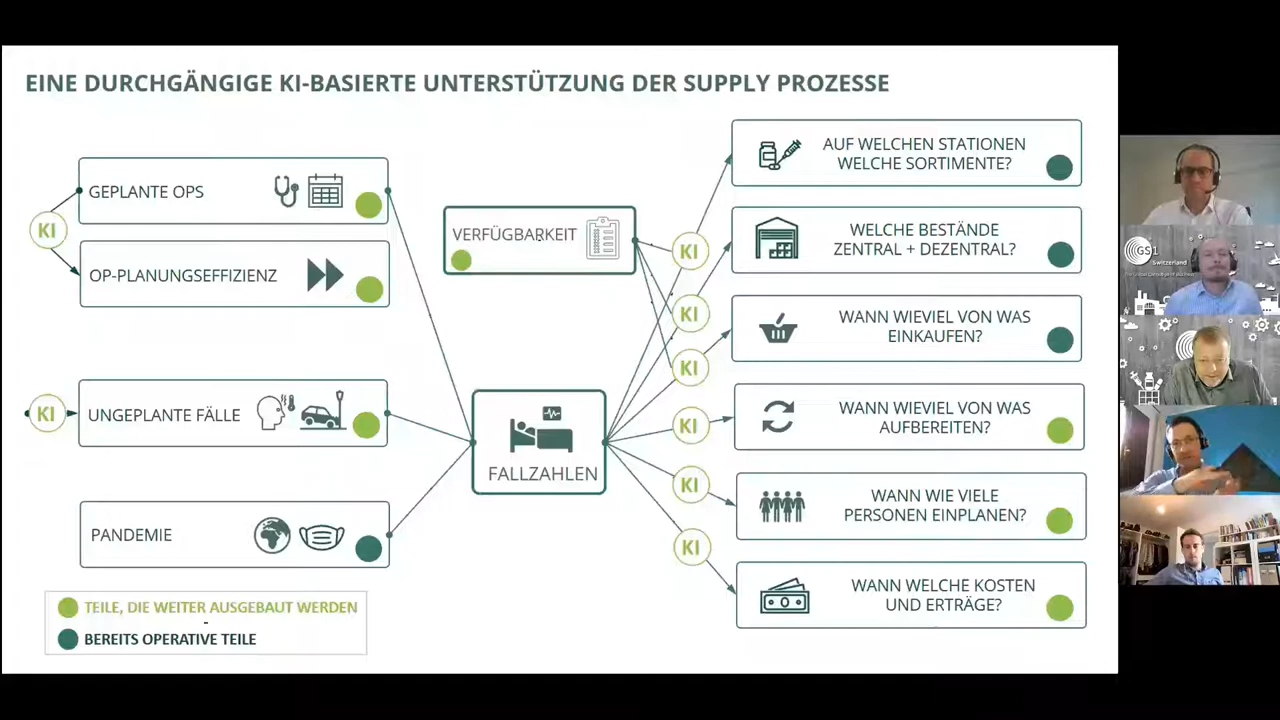 EINE DURCHGÄNGIGE KI-BASIERTE UNTERSTÜTZUNG DER SUPPLY PROZESSE
GEPLANTE OPS
KI
OP-PLANUNGSEFFIZIENZ
KI
UNGEPLANTE FÄLLE
PANDEMIE
TEILE, DIE WEITER AUSGEBAUT WERDEN
-
BEREITS OPERATIVE TEILE
VERFÜGBARKEIT
FALLZAHLEN
KI
KI
KI
KI
KI
KI
AUF WELCHEN STATIONEN
WELCHE SORTIMENTE?
WELCHE BESTÄNDE
ZENTRAL + DEZENTRAL?
WANN WIEVIEL VON WAS
EINKAUFEN?
WANN WIEVIEL VON WAS
AUFBEREITEN?
WANN WIE VIELE
PERSONEN EINPLANEN?
WANN WELCHE KOSTEN
UND ERTRÄGE?
GS1
Switzerland